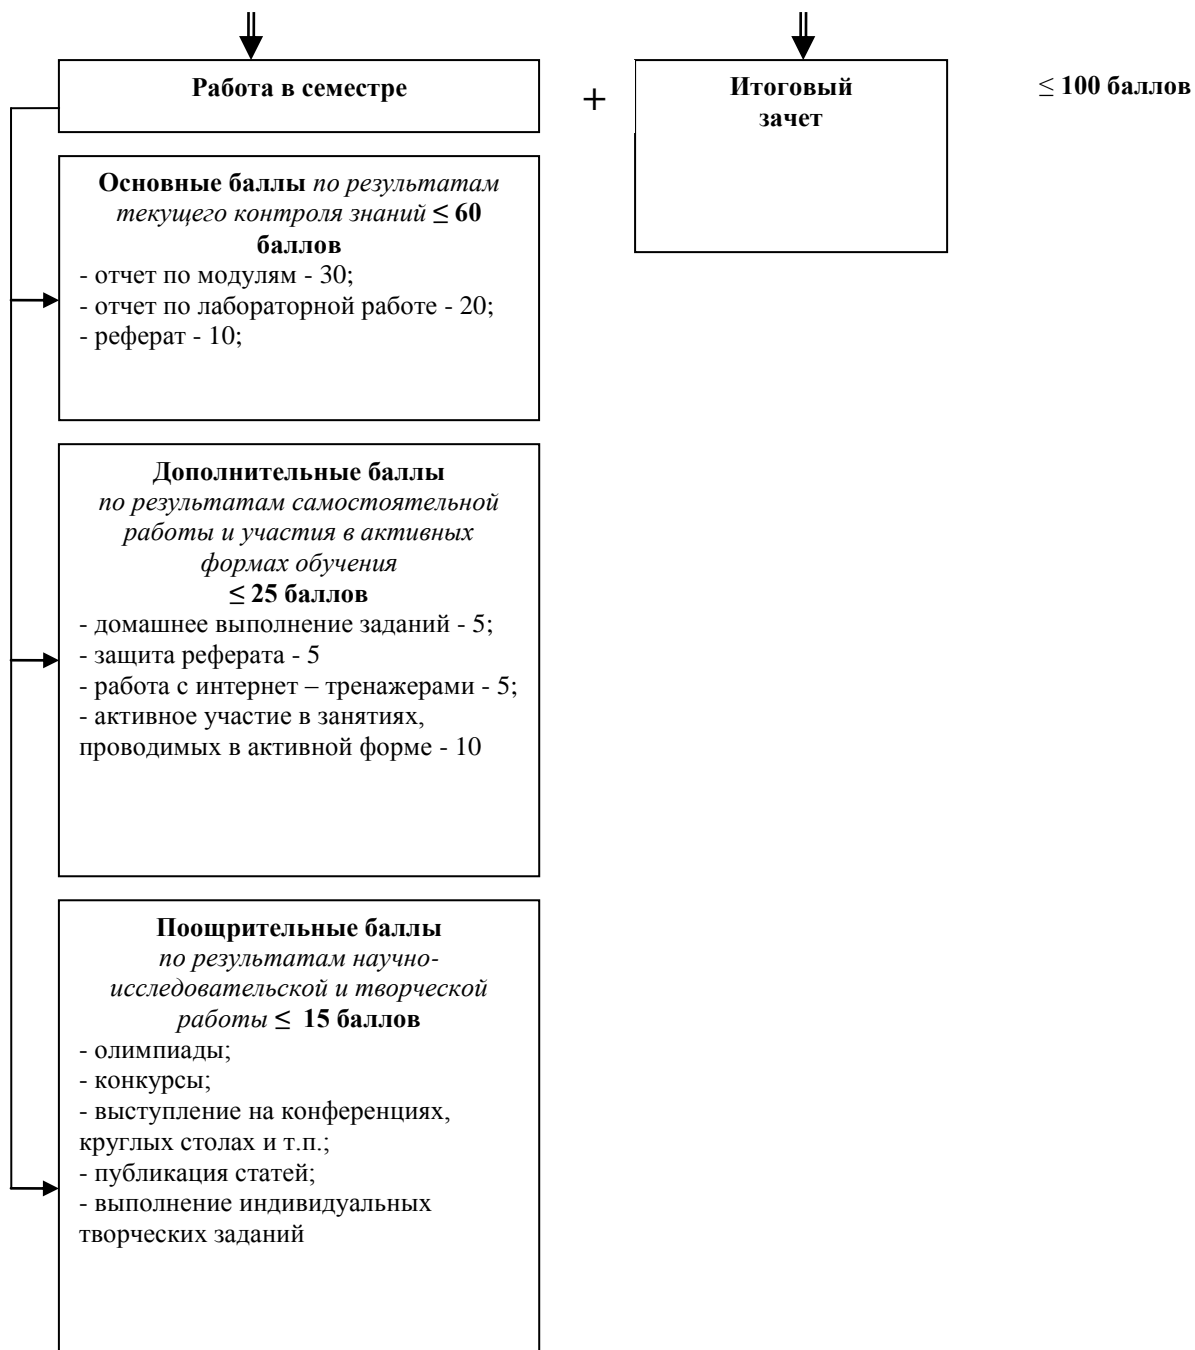 Работа в семестре
+
Итоговый
зачет
≤ 100 баллов
Основные баллы по результатам
текущего контроля знаний ≤ 60
баллов
- отчет по модулям - 30;
- отчет по лабораторной работе - 20;
- реферат - 10;
Дополнительные баллы
по результатам самостоятельной
работы и участия в активных
формах обучения
≤ 25 баллов
- домашнее выполнение заданий - 5;
- защита реферата - 5
- работа с интернет – тренажерами - 5;
- активное участие в занятиях,
проводимых в активной форме - 10
Поощрительные баллы
по результатам научно-
исследовательской и творческой
работы ≤ 15 баллов
- олимпиады;
- конкурсы;
- выступление на конференциях,
круглых столах и т.п.;
- публикация статей;
- выполнение индивидуальных
творческих заданий